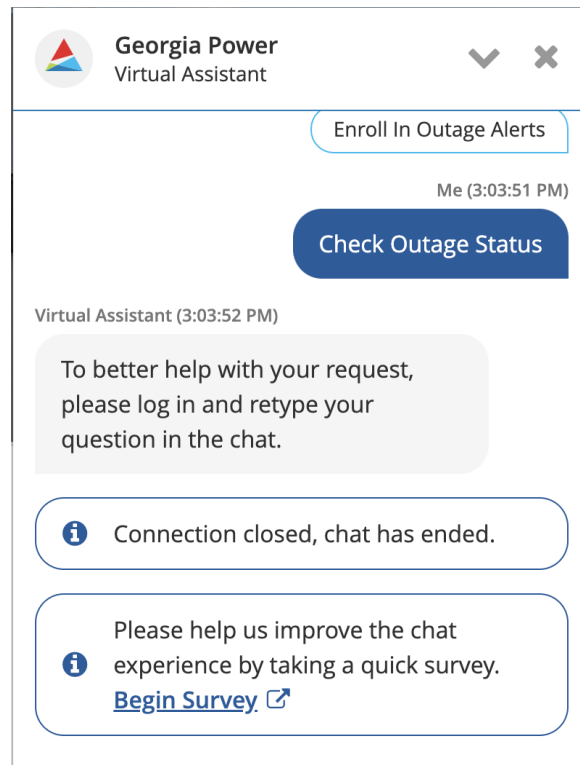 Georgia Power
Virtual Assistant
Enroll In Outage Alerts
Me (3:03:51 PM)
Check Outage Status
Virtual Assistant (3:03:52 PM)
To better help with your request,
please log in and retype your
question in the chat.
Connection closed, chat has ended.
Please help us improve the chat
experience by taking a quick survey.
Begin Survey